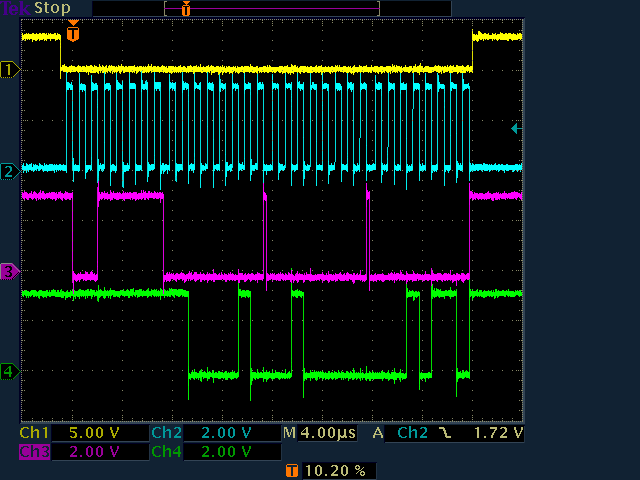 Tek Stop
T
T
1
2
3
4
Ch1 5.00 V Ch2 2.00 V M 4.00µs A Ch2 1.72 V
Ch3 2.00 V Ch4 2.00 V
T 10.20 %